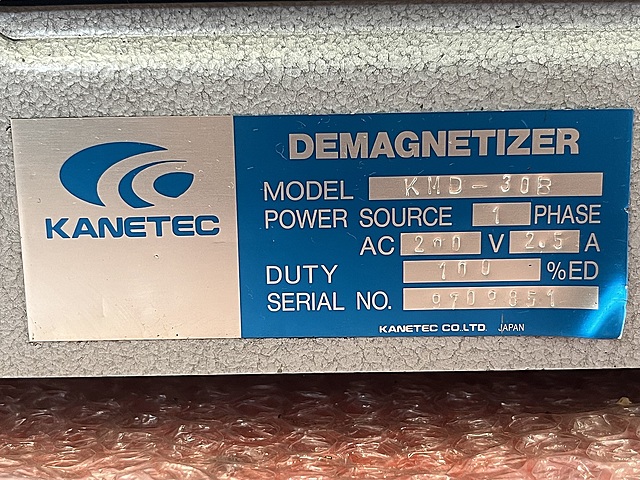 KANETEC
DEMAGNETIZER
MODEL KMD-30B
POWER SOURCE 1 PHASE
AC 200 V 2.5 A
DUTY 100 %ED
SERIAL NO. 0709851
KANETEC CO.LTD. JAPAN